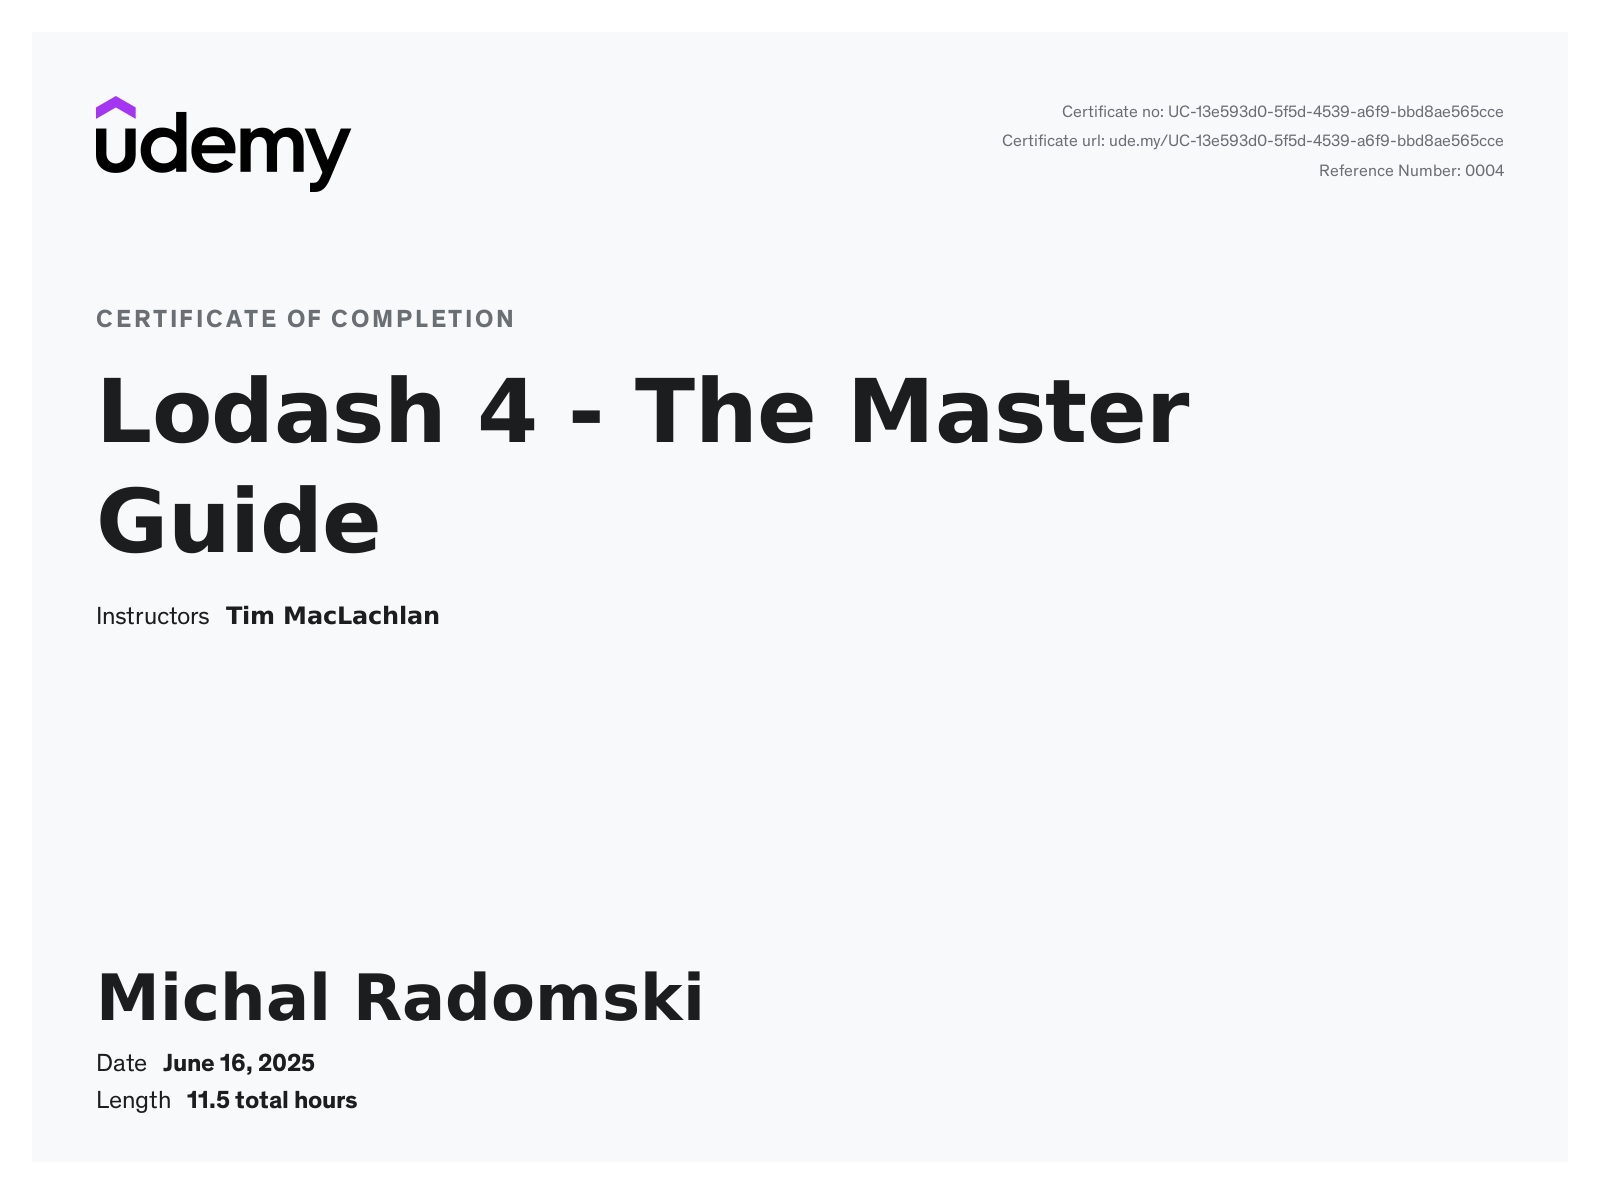 udemy
Certificate no: UC-13e593d0-5f5d-4539-a6f9-bbd8ae565cce
Certificate url: ude.my/UC-13e593d0-5f5d-4539-a6f9-bbd8ae565cce
Reference Number: 0004
CERTIFICATE OF COMPLETION
Lodash 4 - The Master
Guide
Instructors Tim MacLachlan
Michal Radomski
Date June 16, 2025
Length 11.5 total hours